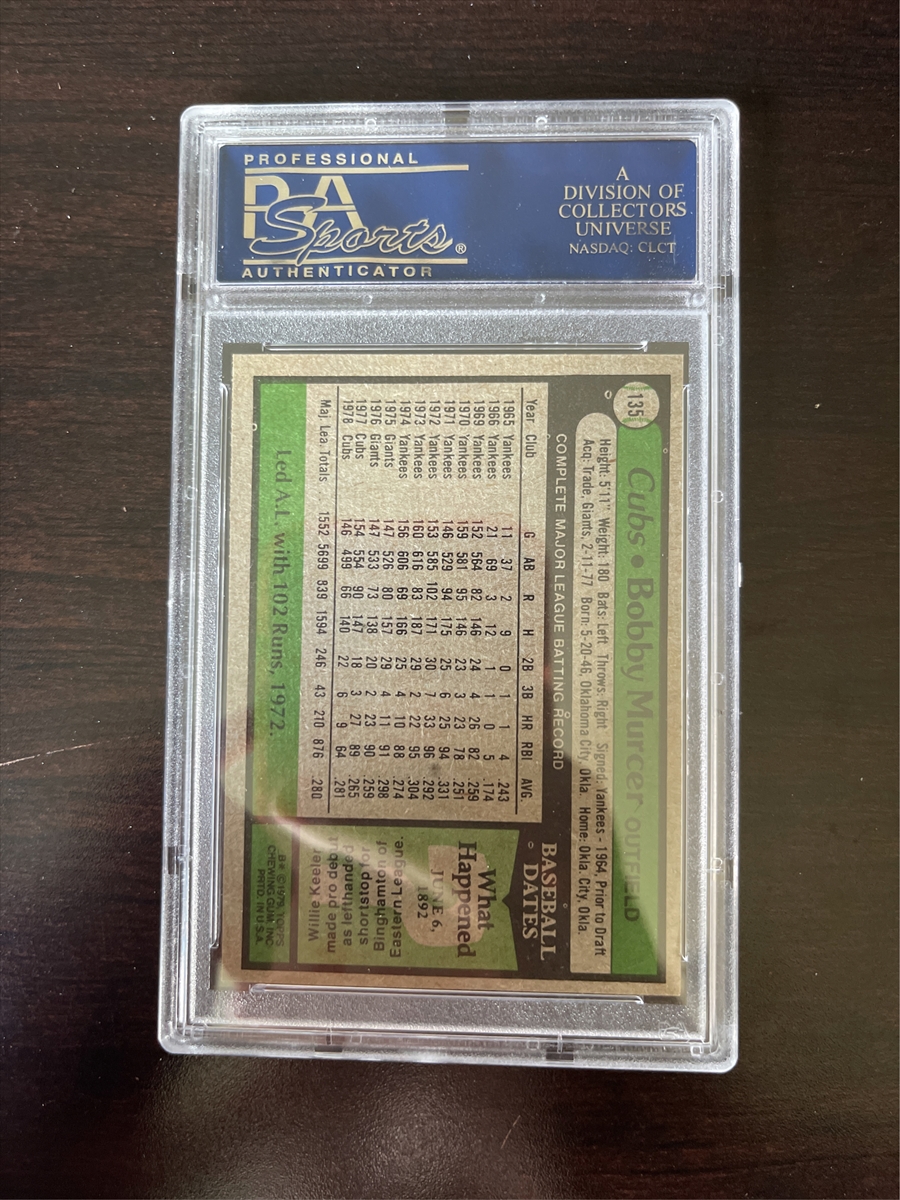 PROFESSIONAL
PSA
Sports®
AUTHENTICATOR
A
DIVISION OF
COLLECTORS
UNIVERSE
NASDAQ: CLCT
135
Cubs • Bobby Murcer OUTFIELD
Height: 5'11" Weight: 180 Bats: Left Throws: Right Signed: Yankees - 1964, Prior to Draft
Acq: Trade, Giants, 2-11-77 Born: 5-20-46, Oklahoma City, Okla. Home: Okla. City, Okla.
COMPLETE MAJOR LEAGUE BATTING RECORD
Year Club G AB R H 2B 3B HR RBI AVG.
1965 Yankees 11 37 2 9 0 1 1 4 .243
1966 Yankees 21 69 3 12 1 1 0 5 .174
1969 Yankees 152 564 82 146 24 4 26 82 .259
1970 Yankees 159 581 95 146 23 3 23 78 .251
1971 Yankees 146 529 94 175 25 6 25 94 .331
1972 Yankees 153 585 102 171 30 7 33 96 .292
1973 Yankees 160 616 83 187 29 2 22 95 .304
1974 Yankees 156 606 69 166 25 4 10 88 .274
1975 Giants 147 526 80 157 29 4 11 91 .298
1976 Giants 147 533 73 138 20 2 23 90 .259
1977 Cubs 154 554 90 147 18 3 27 89 .265
1978 Cubs 146 499 66 140 22 6 9 64 .281
Maj. Lea. Totals 1552 5699 839 1594 246 43 210 876 .280
Led A.L. with 102 Runs, 1972.
BASEBALL
DATES
What
Happened
JUNE 6,
1892
Willie Keeler
made pro debut
as lefthanded
shortstop for
Binghamton of
Eastern League.
© 1979 TOPPS
CHEWING GUM, INC.
PRTD. IN U.S.A.